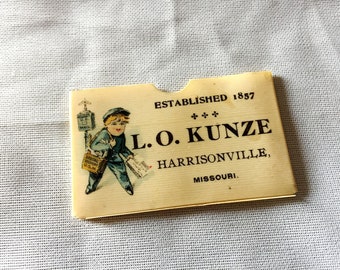 ESTABLISHED 1857
L. O. KUNZE
HARRISONVILLE,
MISSOURI.